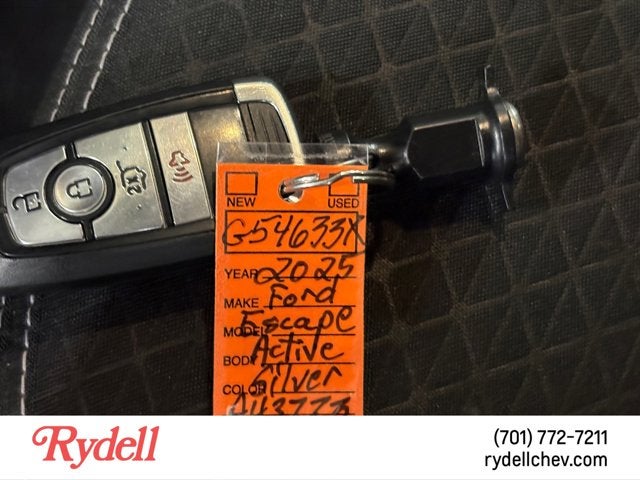 x2
NEW USED
G54633X
YEAR 2025
MAKE Ford
MODEL Escape
BODY Active
COLOR Silver
Rydell
(701) 772-7211
rydellchev.com